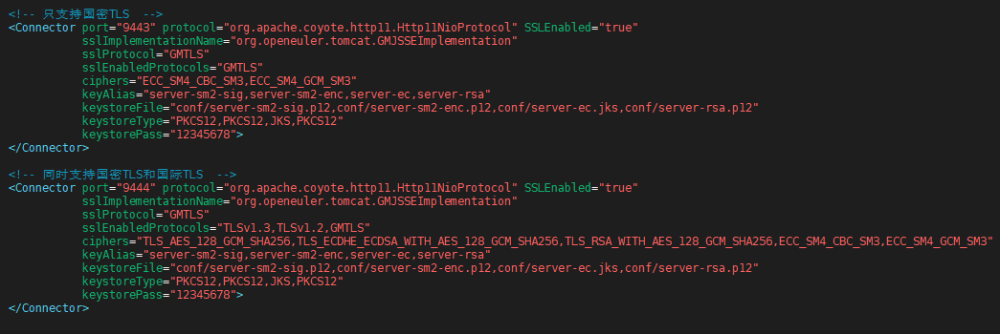 <!-- 只支持国密TLS  -->
<Connector port="9443" protocol="org.apache.coyote.http11.Http11NioProtocol" SSLEnabled="true"
           sslImplementationName="org.openeuler.tomcat.GMJSSEImplementation"
           sslProtocol="GMTLS"
           sslEnabledProtocols="GMTLS"
           ciphers="ECC_SM4_CBC_SM3,ECC_SM4_GCM_SM3"
           keyAlias="server-sm2-sig,server-sm2-enc,server-ec,server-rsa"
           keystoreFile="conf/server-sm2-sig.p12,conf/server-sm2-enc.p12,conf/server-ec.jks,conf/server-rsa.p12"
           keystoreType="PKCS12,PKCS12,JKS,PKCS12"
           keystorePass="12345678">
</Connector>

<!-- 同时支持国密TLS和国际TLS  -->
<Connector port="9444" protocol="org.apache.coyote.http11.Http11NioProtocol" SSLEnabled="true"
           sslImplementationName="org.openeuler.tomcat.GMJSSEImplementation"
           sslProtocol="GMTLS"
           sslEnabledProtocols="TLSv1.3,TLSv1.2,GMTLS"
           ciphers="TLS_AES_128_GCM_SHA256,TLS_ECDHE_ECDSA_WITH_AES_128_GCM_SHA256,TLS_RSA_WITH_AES_128_GCM_SHA256,ECC_SM4_CBC_SM3,ECC_SM4_GCM_SM3"
           keyAlias="server-sm2-sig,server-sm2-enc,server-ec,server-rsa"
           keystoreFile="conf/server-sm2-sig.p12,conf/server-sm2-enc.p12,conf/server-ec.jks,conf/server-rsa.p12"
           keystoreType="PKCS12,PKCS12,JKS,PKCS12"
           keystorePass="12345678">
</Connector>